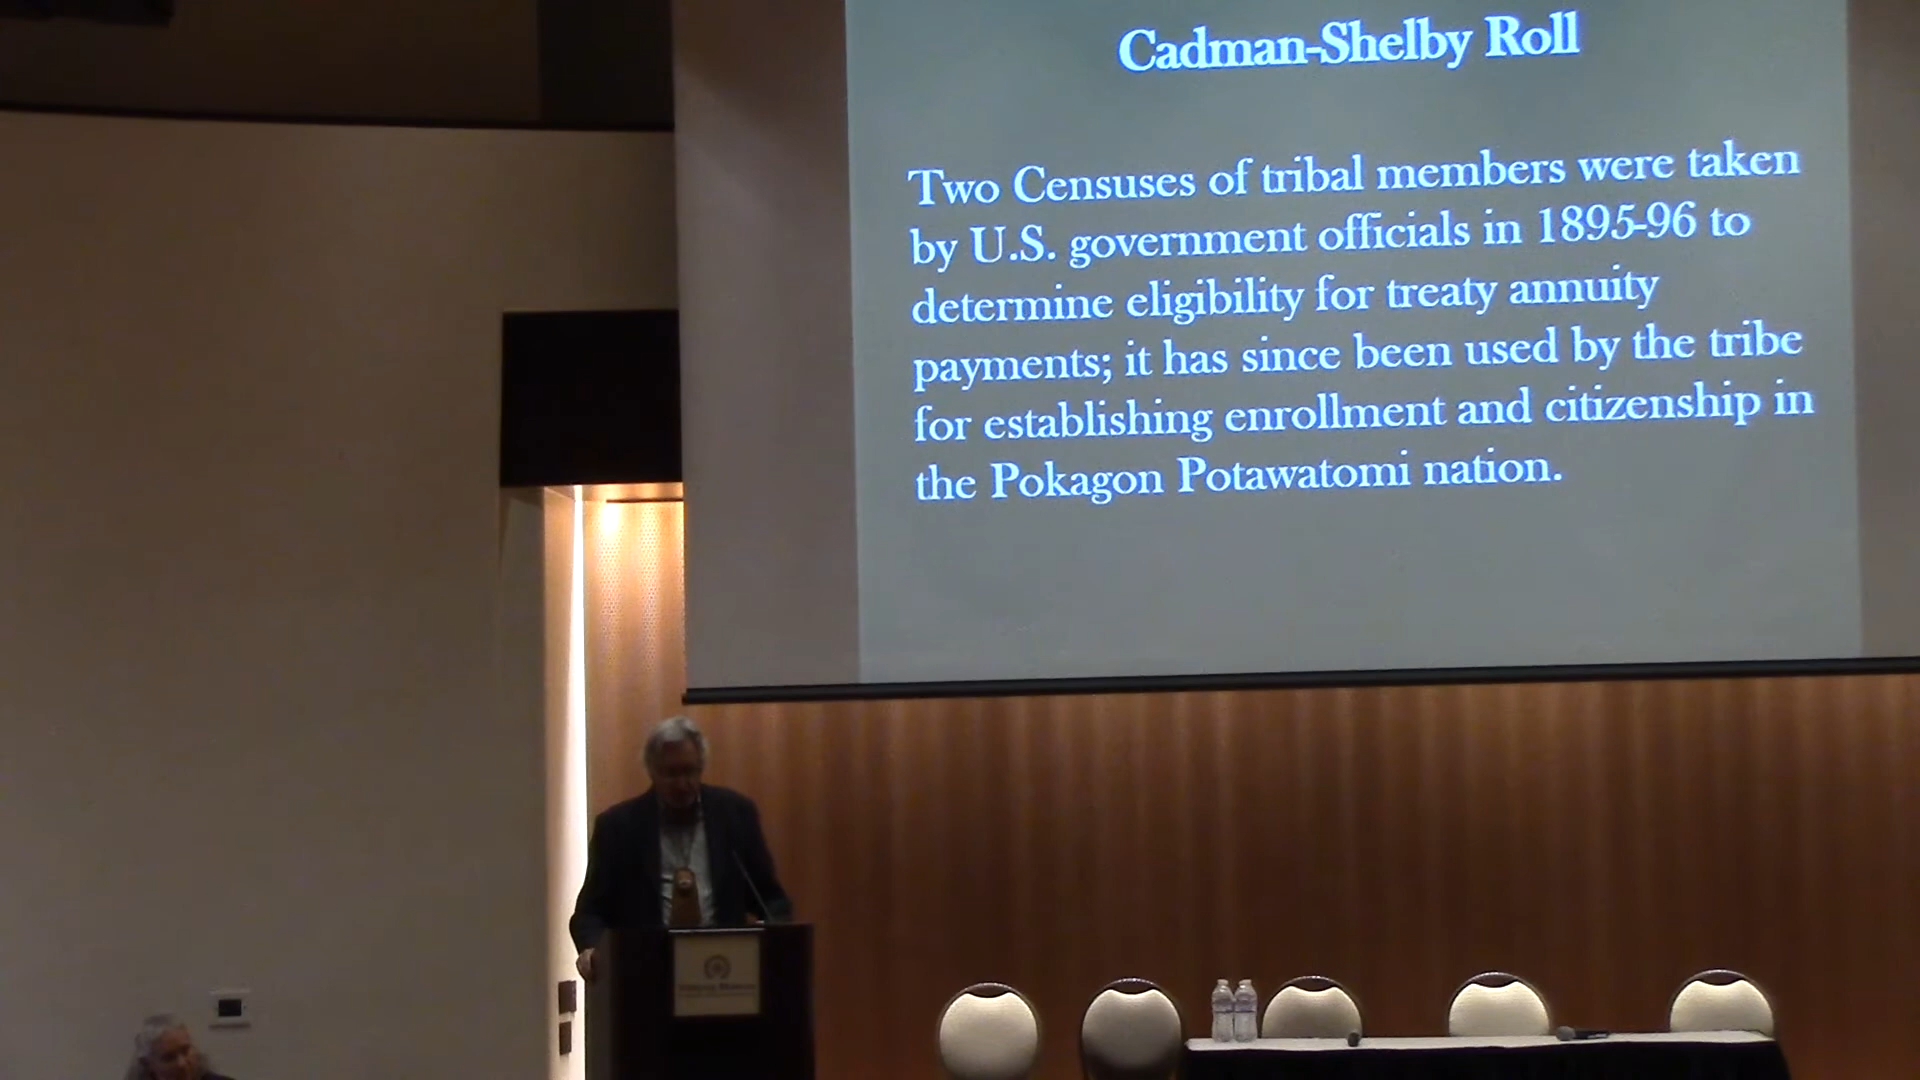 Cadman-Shelby Roll
Two Censuses of tribal members were taken
by U.S. government officials in 1895-96 to
determine eligibility for treaty annuity
payments; it has since been used by the tribe
for establishing enrollment and citizenship in
the Pokagon Potawatomi nation.